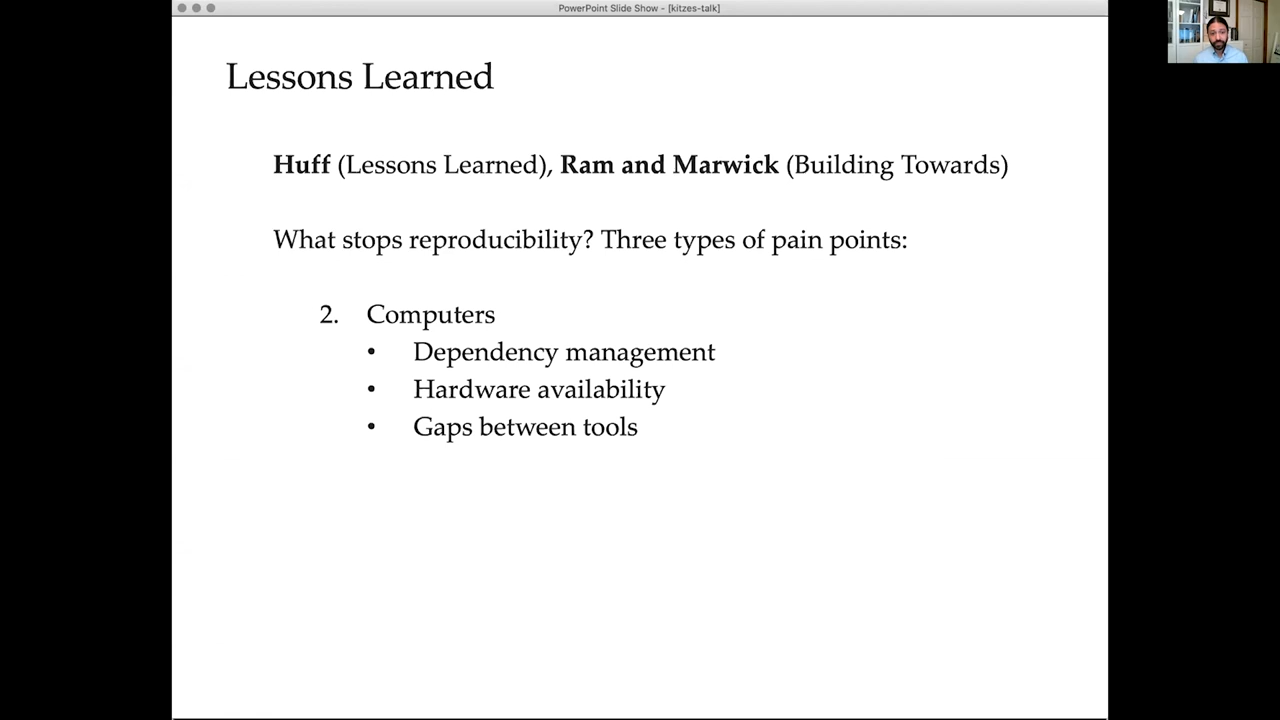 PowerPoint Slide Show - [kitzes-talk]
Lessons Learned
Huff (Lessons Learned), Ram and Marwick (Building Towards)
What stops reproducibility? Three types of pain points:
2. Computers
• Dependency management
• Hardware availability
• Gaps between tools